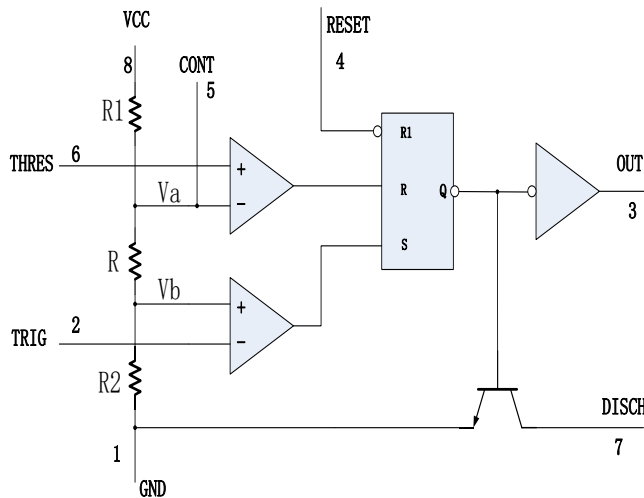 VCC
RESET
8
CONT
4
5
R1
R1
THRES
6
+
OUT
Va
−
R
Q
3
R
S
Vb
+
TRIG
2
−
R2
DISCH
1
7
GND